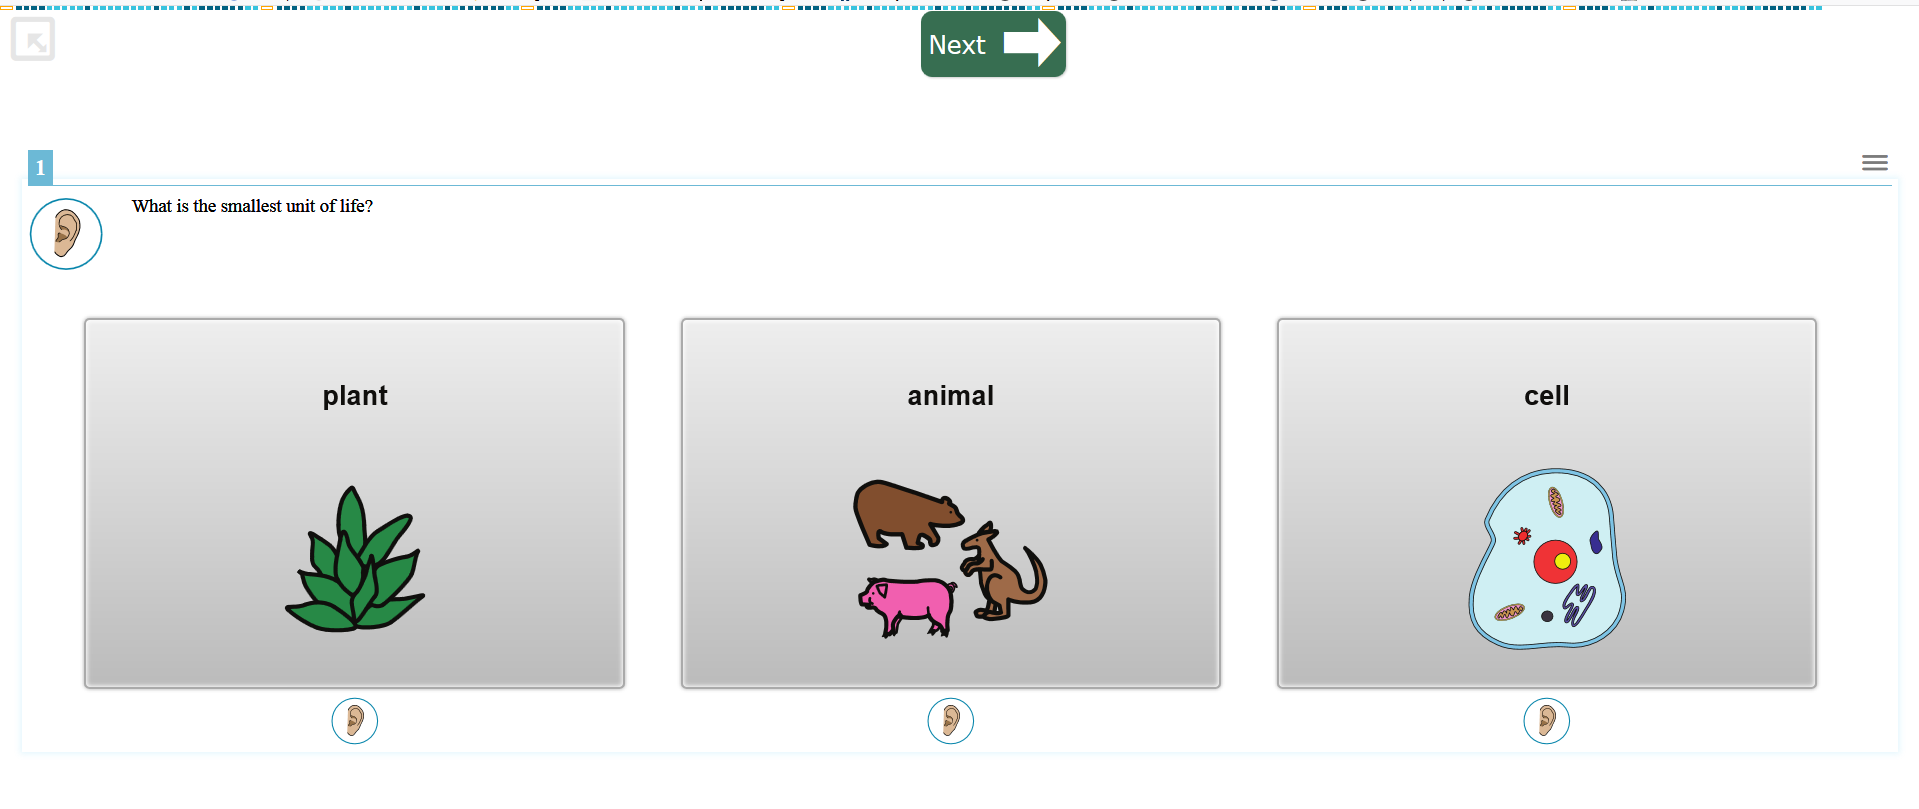 Next
1
What is the smallest unit of life?
plant
animal
cell